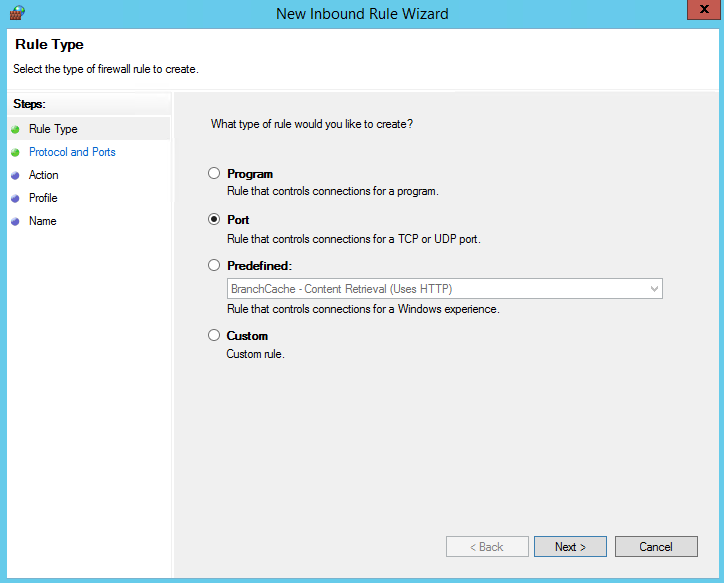 New Inbound Rule Wizard
x
Rule Type
Select the type of firewall rule to create.
Steps:
Rule Type
Protocol and Ports
Action
Profile
Name
What type of rule would you like to create?
Program
Rule that controls connections for a program.
Port
Rule that controls connections for a TCP or UDP port.
Predefined:
BranchCache - Content Retrieval (Uses HTTP)
Rule that controls connections for a Windows experience.
Custom
Custom rule.
< Back
Next >
Cancel